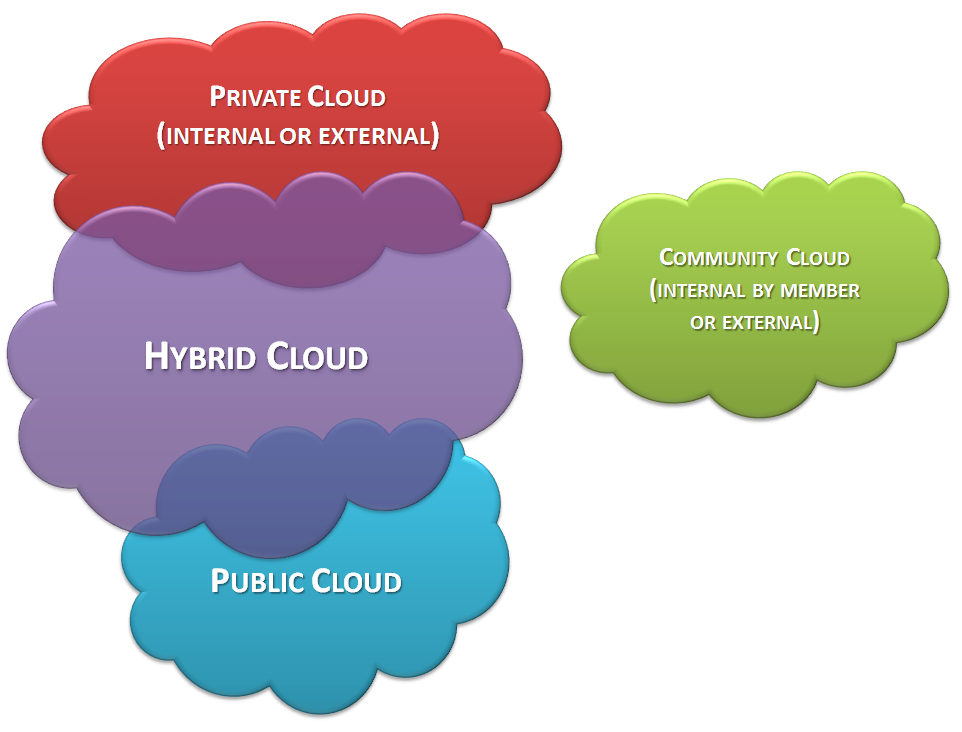 Private Cloud
(internal or external)
Community Cloud
(internal by member
or external)
Hybrid Cloud
Public Cloud